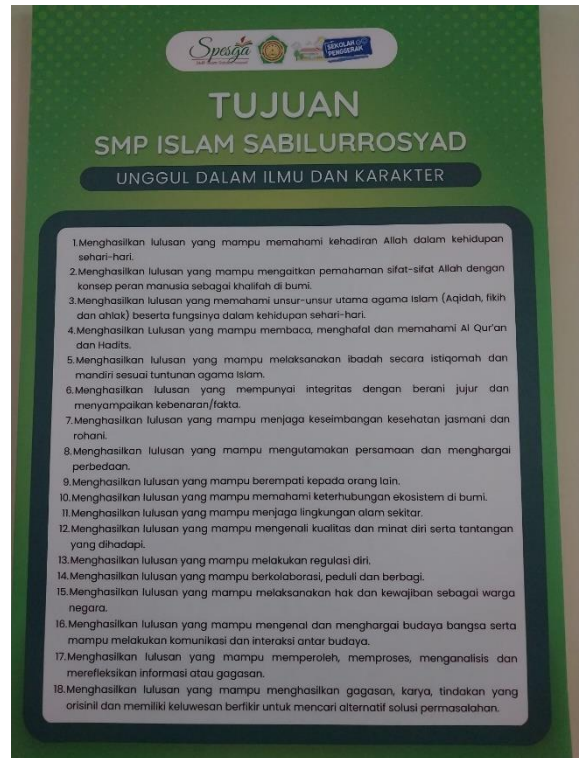 Spesga
SEKOLAH
PENGGERAK
TUJUAN
SMP ISLAM SABILURROSYAD
UNGGUL DALAM ILMU DAN KARAKTER
1.Menghasilkan lulusan yang mampu memahami kehadiran Allah dalam kehidupan
sehari-hari.
2.Menghasilkan lulusan yang mampu mengaitkan pemahaman sifat-sifat Allah dengan
konsep peran manusia sebagai khalifah di bumi.
3.Menghasilkan lulusan yang memahami unsur-unsur utama agama Islam (Aqidah, fikih
dan ahlak) beserta fungsinya dalam kehidupan sehari-hari.
4.Menghasilkan Lulusan yang mampu membaca, menghafal dan memahami Al Qur'an
dan Hadits.
5.Menghasilkan lulusan yang mampu melaksanakan ibadah secara istiqomah dan
mandiri sesuai tuntunan agama Islam.
6.Menghasilkan lulusan yang mempunyai integritas dengan berani jujur dan
menyampaikan kebenaran/fakta.
7.Menghasilkan lulusan yang mampu menjaga keseimbangan kesehatan jasmani dan
rohani.
8.Menghasilkan lulusan yang mampu mengutamakan persamaan dan menghargai
perbedaan.
9.Menghasilkan lulusan yang mampu berempati kepada orang lain.
10.Menghasilkan lulusan yang mampu memahami keterhubungan ekosistem di bumi.
11.Menghasilkan lulusan yang mampu menjaga lingkungan alam sekitar.
12.Menghasilkan lulusan yang mampu mengenali kualitas dan minat diri serta tantangan
yang dihadapi.
13.Menghasilkan lulusan yang mampu melakukan regulasi diri.
14.Menghasilkan lulusan yang mampu berkolaborasi, peduli dan berbagi.
15.Menghasilkan lulusan yang mampu melaksanakan hak dan kewajiban sebagai warga
negara.
16.Menghasilkan lulusan yang mampu mengenal dan menghargai budaya bangsa serta
mampu melakukan komunikasi dan interaksi antar budaya.
17.Menghasilkan lulusan yang mampu memperoleh, memproses, menganalisis dan
merefleksikan informasi atau gagasan.
18.Menghasilkan lulusan yang mampu menghasilkan gagasan, karya, tindakan yang
orisinil dan memiliki keluwesan berfikir untuk mencari alternatif solusi permasalahan.